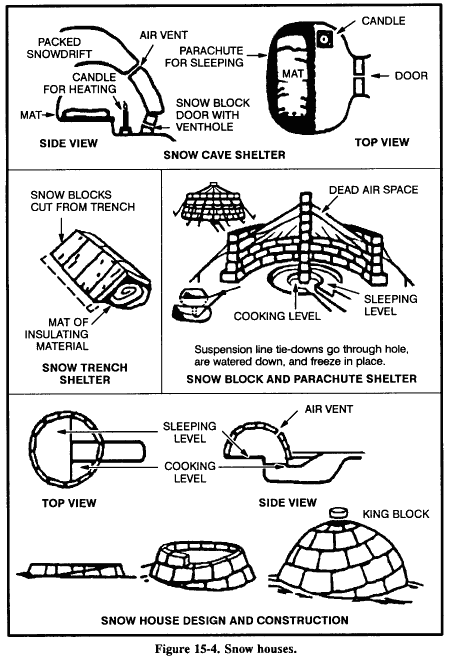 PACKED
SNOWDRIFT
AIR VENT
CANDLE
FOR HEATING
MAT
SNOW BLOCK
DOOR WITH
VENTHOLE
SIDE VIEW
PARACHUTE
FOR SLEEPING
CANDLE
MAT
DOOR
TOP VIEW
SNOW CAVE SHELTER
SNOW BLOCKS
CUT FROM TRENCH
MAT OF
INSULATING
MATERIAL
SNOW TRENCH
SHELTER
DEAD AIR SPACE
COOKING LEVEL
SLEEPING
LEVEL
Suspension line tie-downs go through hole,
are watered down, and freeze in place.
SNOW BLOCK AND PARACHUTE SHELTER
SLEEPING
LEVEL
COOKING
LEVEL
TOP VIEW
AIR VENT
SIDE VIEW
KING BLOCK
SNOW HOUSE DESIGN AND CONSTRUCTION
Figure 15-4. Snow houses.